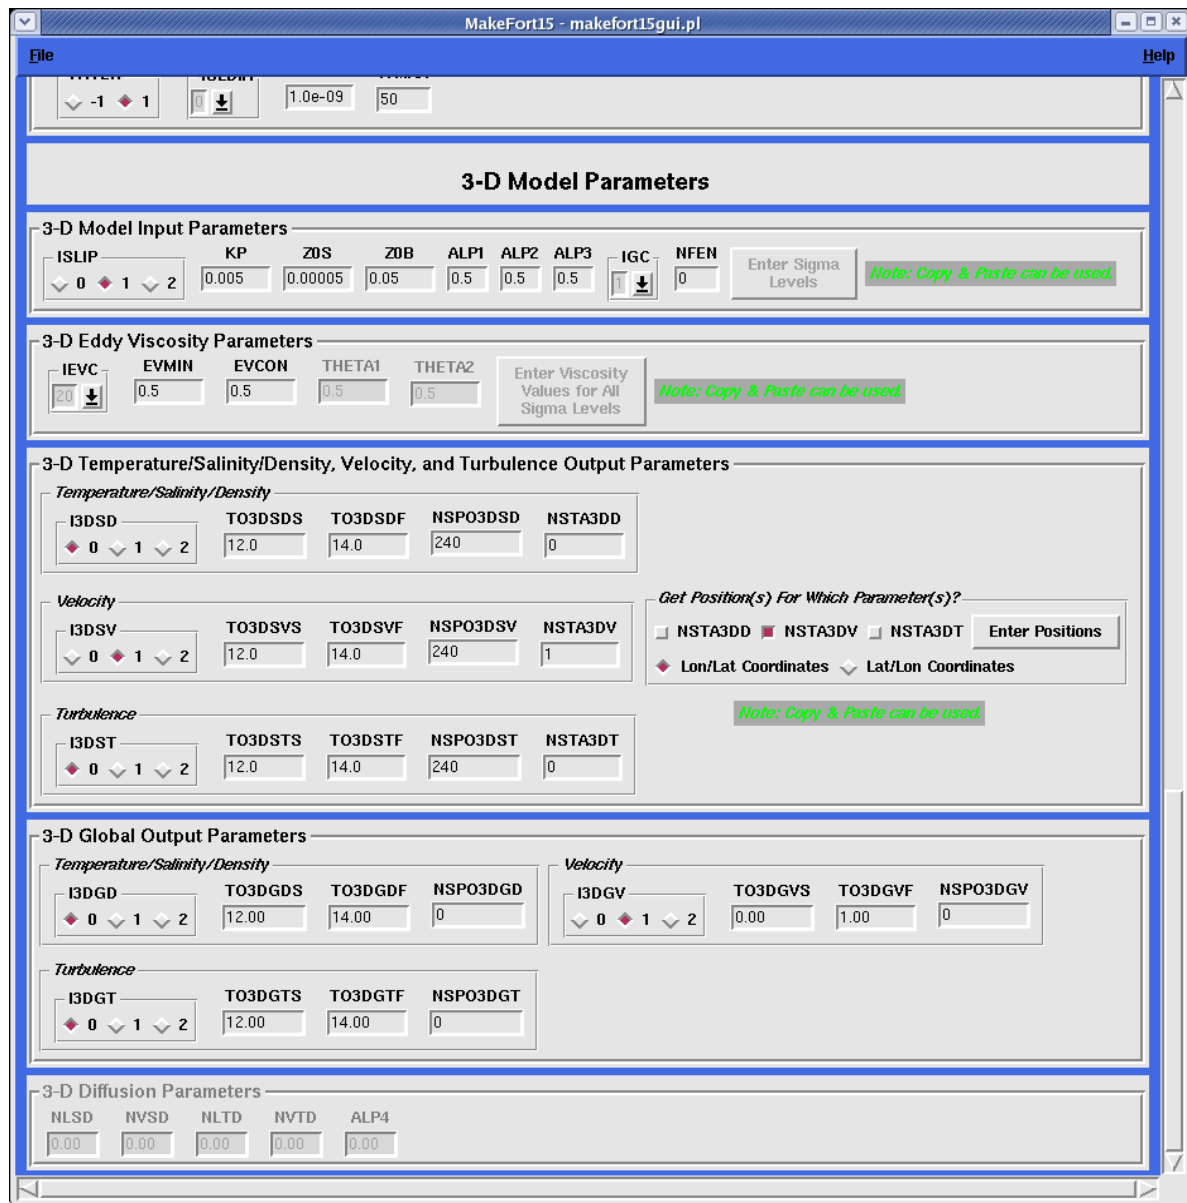 MakeFort15 - makefort15gui.pl
File Help
-1 1 0 1.0e-09 50
3-D Model Parameters
3-D Model Input Parameters
ISLIP KP Z0S Z0B ALP1 ALP2 ALP3 IGC NFEN
0 1 2 0.005 0.00005 0.05 0.5 0.5 0.5 1 0 Enter Sigma Levels Note: Copy & Paste can be used.
3-D Eddy Viscosity Parameters
IEVC EVMIN EVCON THETA1 THETA2
20 0.5 0.5 0.5 0.5 Enter Viscosity Values for All Sigma Levels Note: Copy & Paste can be used.
3-D Temperature/Salinity/Density, Velocity, and Turbulence Output Parameters
Temperature/Salinity/Density
I3DSD TO3DSDS TO3DSDF NSPO3DSD NSTA3DD
0 1 2 12.0 14.0 240 0
Velocity
I3DSV TO3DSVS TO3DSVF NSPO3DSV NSTA3DV
0 1 2 12.0 14.0 240 1
Get Position(s) For Which Parameter(s)?
NSTA3DD NSTA3DV NSTA3DT Enter Positions
Lon/Lat Coordinates Lat/Lon Coordinates
Note: Copy & Paste can be used.
Turbulence
I3DST TO3DSTS TO3DSTF NSPO3DST NSTA3DT
0 1 2 12.0 14.0 240 0
3-D Global Output Parameters
Temperature/Salinity/Density
I3DGD TO3DGDS TO3DGDF NSPO3DGD
0 1 2 12.00 14.00 0
Velocity
I3DGV TO3DGVS TO3DGVF NSPO3DGV
0 1 2 0.00 1.00 0
Turbulence
I3DGT TO3DGTS TO3DGTF NSPO3DGT
0 1 2 12.00 14.00 0
3-D Diffusion Parameters
NLSD NVSD NLTD NVTD ALP4
0.00 0.00 0.00 0.00 0.00